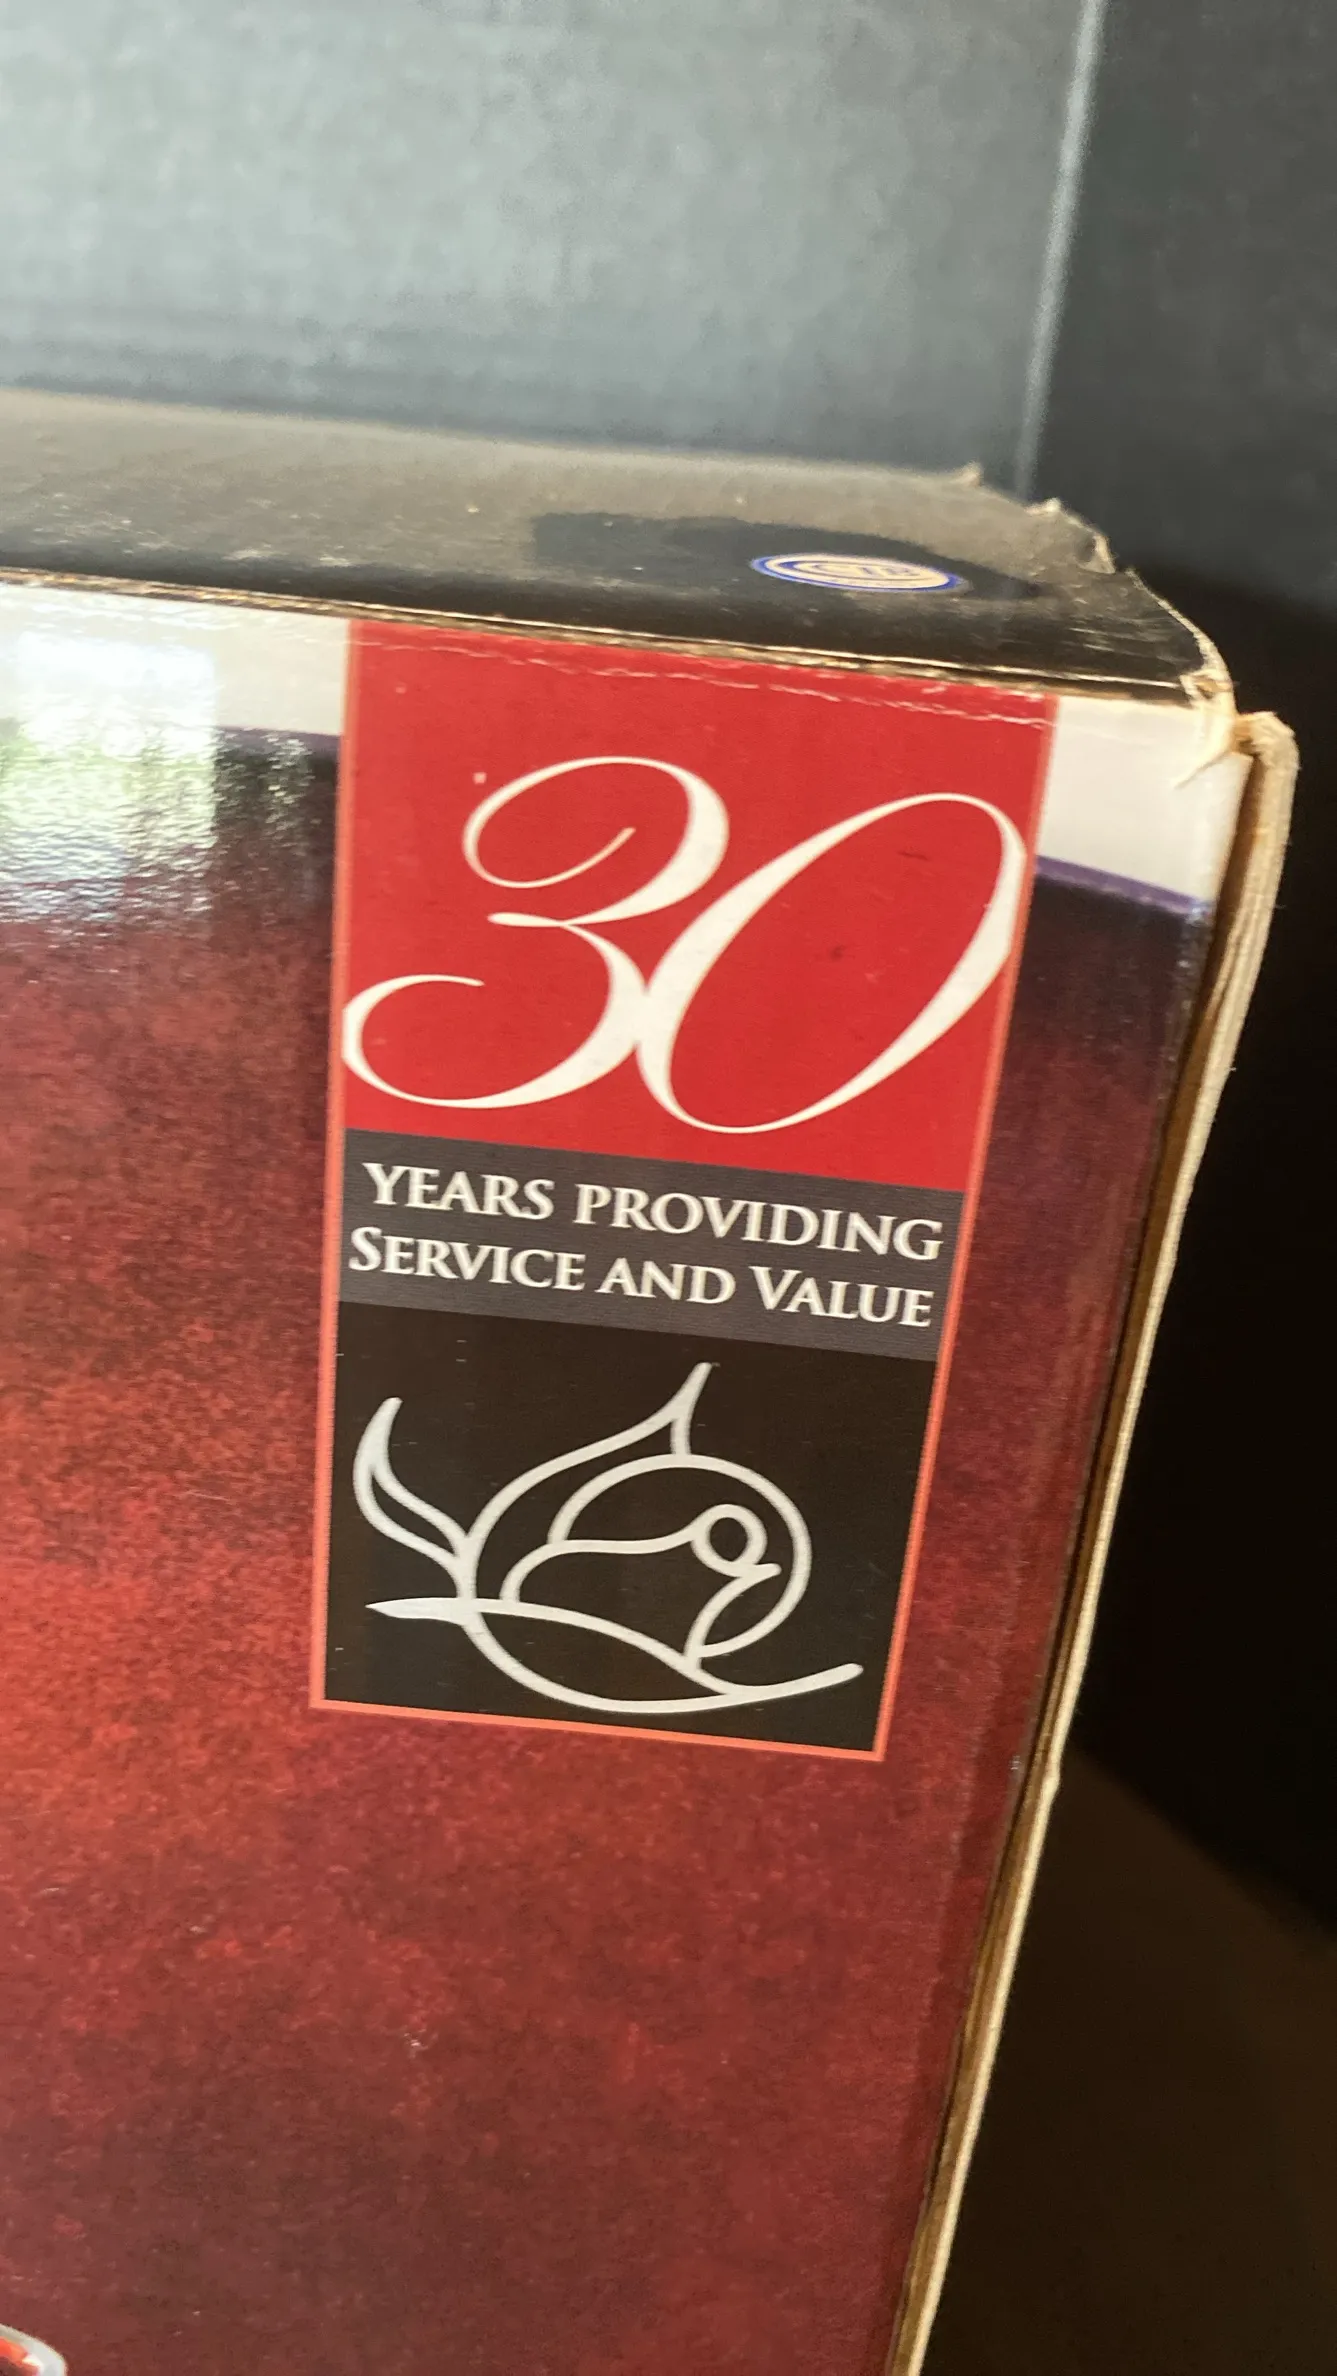 30
YEARS PROVIDING
SERVICE AND VALUE